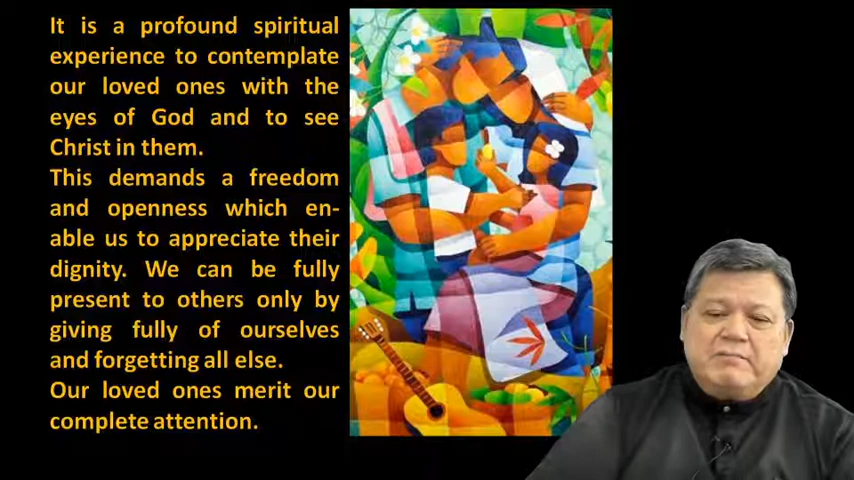 It is a profound spiritual
experience to contemplate
our loved ones with the
eyes of God and to see
Christ in them.
This demands a freedom
and openness which en-
able us to appreciate their
dignity. We can be fully
present to others only by
giving fully of ourselves
and forgetting all else.
Our loved ones merit our
complete attention.